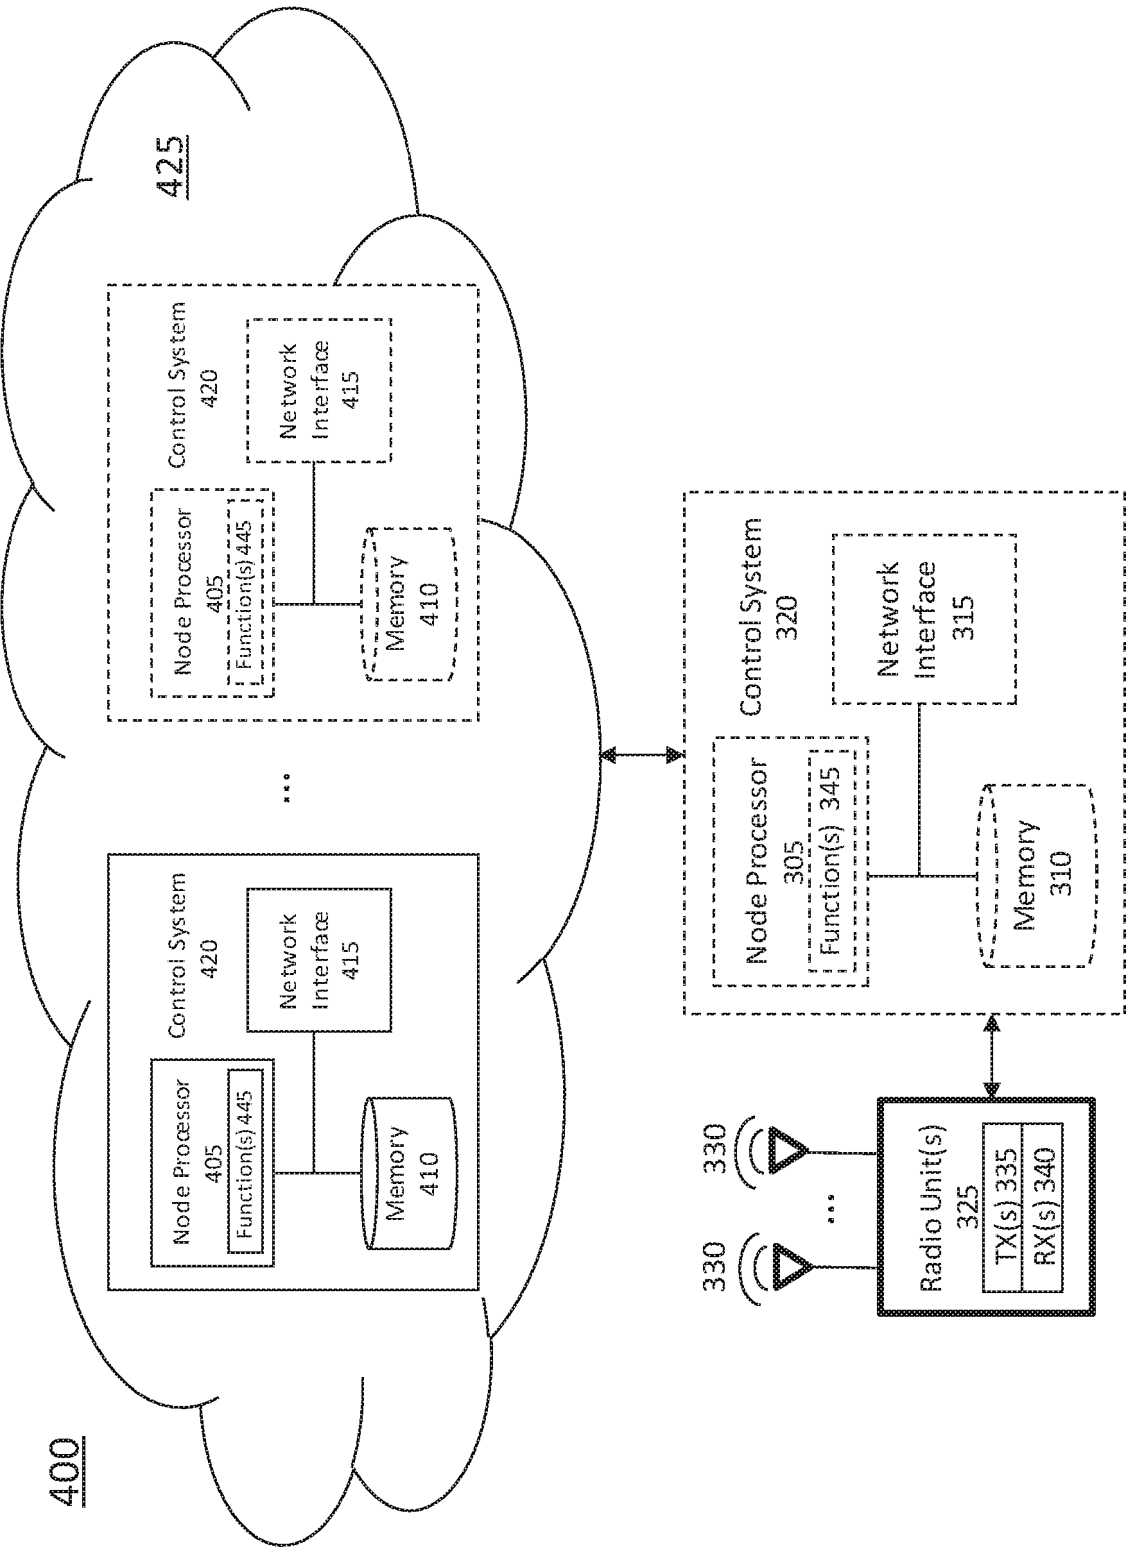 400
425
Control System
420
Node Processor
405
Function(s) 445
Network
Interface
415
Memory
410
...
Control System
420
Node Processor
405
Function(s) 445
Network
Interface
415
Memory
410
330
330
...
Radio Unit(s)
325
TX(s) 335
RX(s) 340
Control System
320
Node Processor
305
Function(s) 345
Network
Interface
315
Memory
310